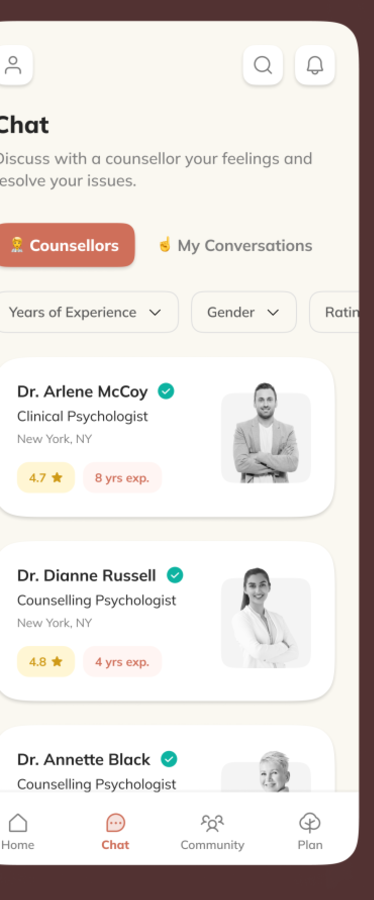 Chat
Discuss with a counsellor your feelings and
resolve your issues.
Counsellors
My Conversations
Years of Experience
Gender
Ratin
Dr. Arlene McCoy
Clinical Psychologist
New York, NY
4.7 ★
8 yrs exp.
Dr. Dianne Russell
Counselling Psychologist
New York, NY
4.8 ★
4 yrs exp.
Dr. Annette Black
Counselling Psychologist
Home
Chat
Community
Plan